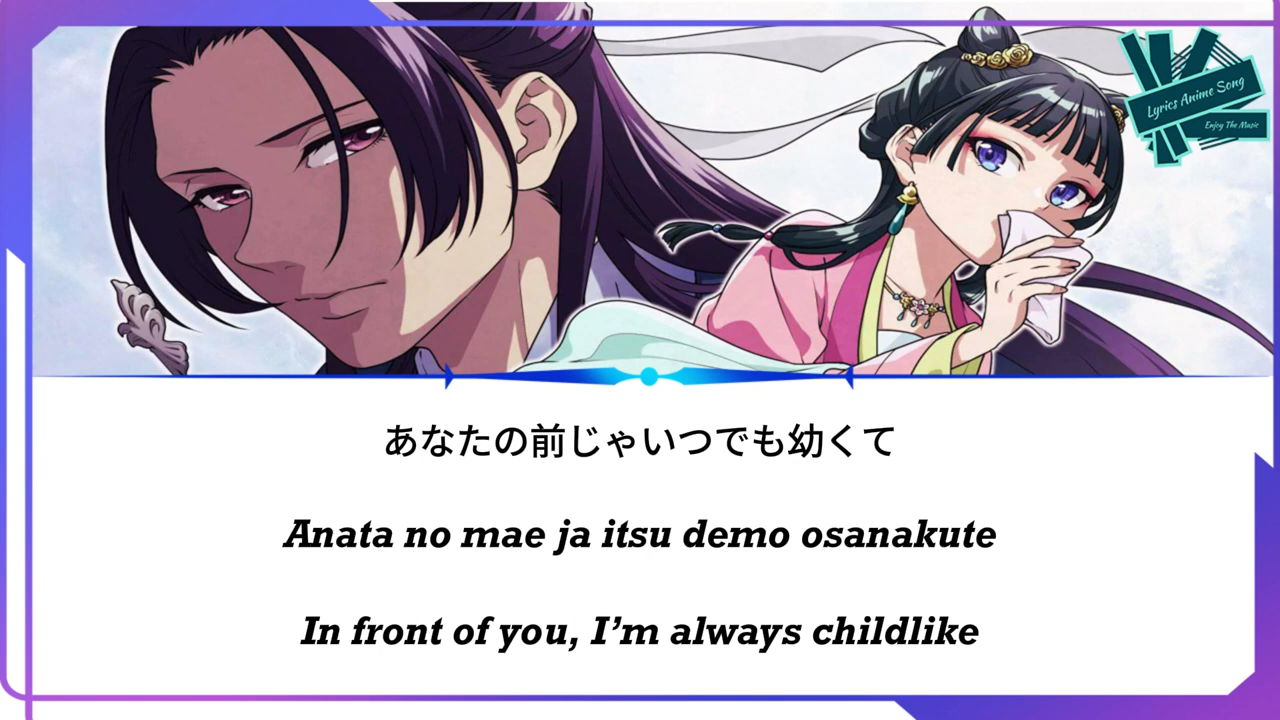 Lyrics Anime Song
Enjoy The Music
あなたの前じゃいつでも幼くて
Anata no mae ja itsu demo osanakute
In front of you, I'm always childlike